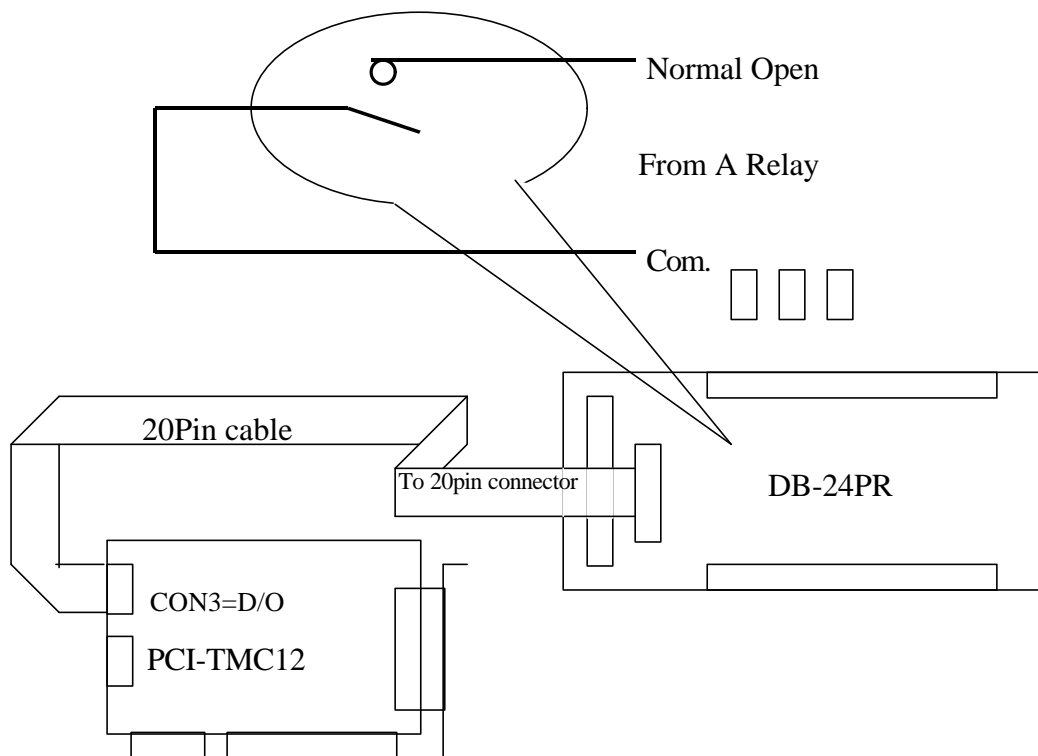 Normal Open
From A Relay
Com.
20Pin cable
To 20pin connector
DB-24PR
CON3=D/O
PCI-TMC12